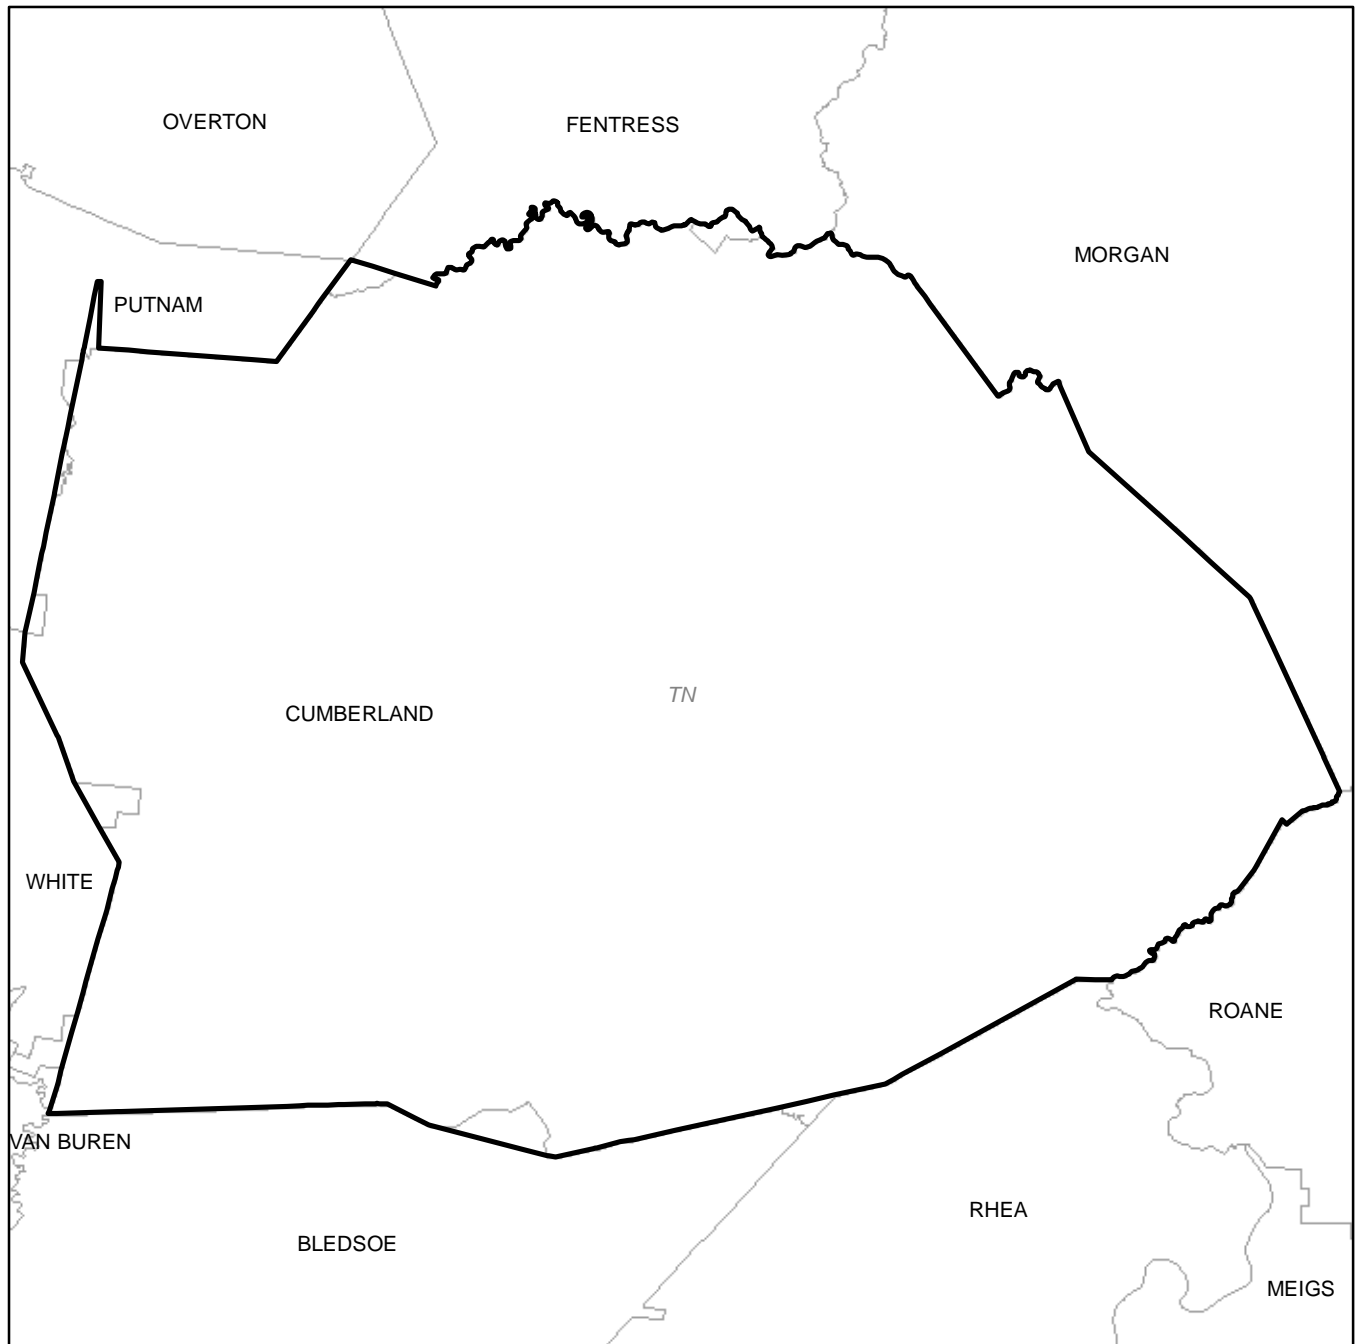 OVERTON
FENTRESS
MORGAN
PUTNAM
TN
CUMBERLAND
WHITE
ROANE
VAN BUREN
RHEA
BLEDSOE
MEIGS